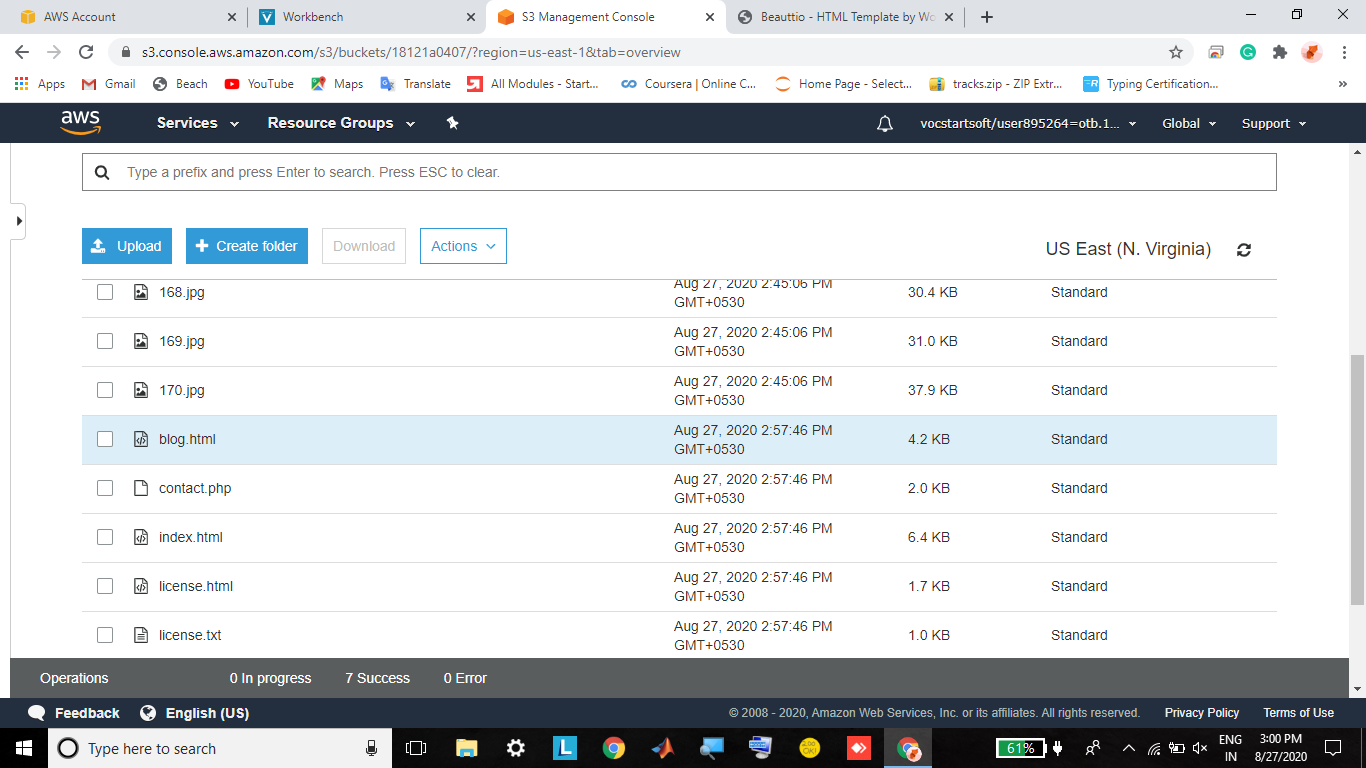 AWS Account
Workbench
S3 Management Console
Beauttio - HTML Template by Wo
s3.console.aws.amazon.com/s3/buckets/18121a0407/?region=us-east-1&tab=overview
Apps
Gmail
Beach
YouTube
Maps
Translate
All Modules - Start...
Coursera | Online C...
Home Page - Select...
tracks.zip - ZIP Extr...
Typing Certification...
»
aws
Services
Resource Groups
vocstartsoft/user895264=otb.1...
Global
Support
Type a prefix and press Enter to search. Press ESC to clear.
Upload
Create folder
Download
Actions
US East (N. Virginia)
168.jpg
Aug 27, 2020 2:45:06 PM
GMT+0530
30.4 KB
Standard
169.jpg
Aug 27, 2020 2:45:06 PM
GMT+0530
31.0 KB
Standard
170.jpg
Aug 27, 2020 2:45:06 PM
GMT+0530
37.9 KB
Standard
blog.html
Aug 27, 2020 2:57:46 PM
GMT+0530
4.2 KB
Standard
contact.php
Aug 27, 2020 2:57:46 PM
GMT+0530
2.0 KB
Standard
index.html
Aug 27, 2020 2:57:46 PM
GMT+0530
6.4 KB
Standard
license.html
Aug 27, 2020 2:57:46 PM
GMT+0530
1.7 KB
Standard
license.txt
Aug 27, 2020 2:57:46 PM
GMT+0530
1.0 KB
Standard
Operations
0 In progress
7 Success
0 Error
Feedback
English (US)
© 2008 - 2020, Amazon Web Services, Inc. or its affiliates. All rights reserved.
Privacy Policy
Terms of Use
Type here to search
61%
ENG
IN
3:00 PM
8/27/2020